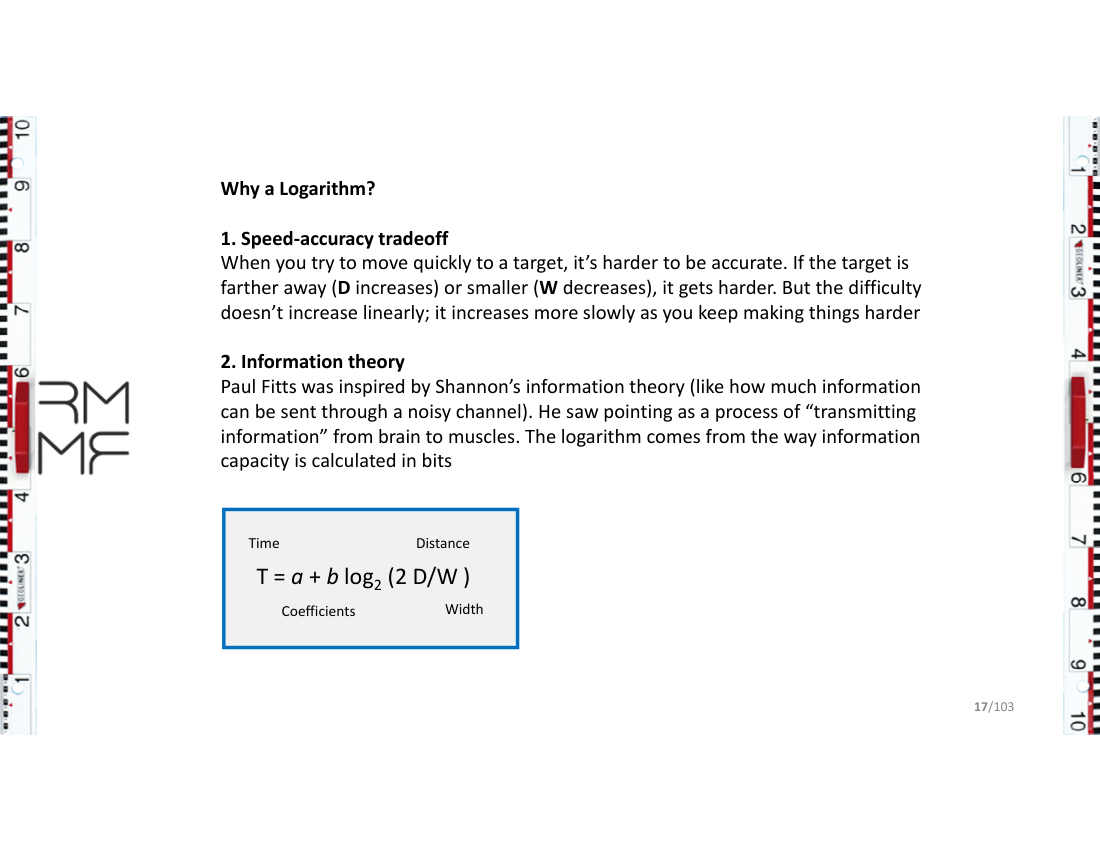 Why a Logarithm?
1. Speed-accuracy tradeoff
When you try to move quickly to a target, it’s harder to be accurate. If the target is
farther away (D increases) or smaller (W decreases), it gets harder. But the difficulty
doesn’t increase linearly; it increases more slowly as you keep making things harder
2. Information theory
Paul Fitts was inspired by Shannon’s information theory (like how much information
can be sent through a noisy channel). He saw pointing as a process of “transmitting
information” from brain to muscles. The logarithm comes from the way information
capacity is calculated in bits
Time Distance
T = a + b log₂ (2 D/W )
Coefficients Width
17/103
RM
MF
10
9
8
7
6
4
3
GEOLINER
2
1
1
2
GEOLINER
3
4
6
7
8
9
10